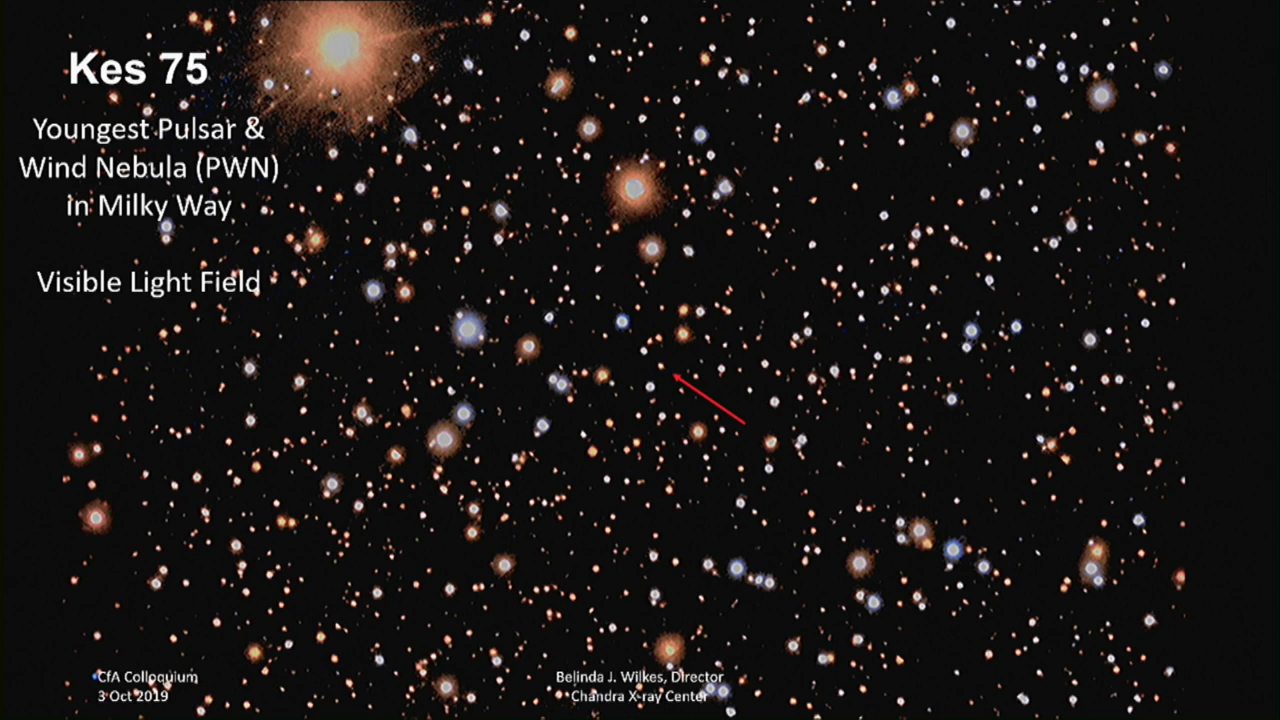 Kes 75
Youngest Pulsar &
Wind Nebula (PWN)
in Milky Way
Visible Light Field
CfA Colloquium
3 Oct 2019
Belinda J. Wilkes, Director
Chandra X-ray Center